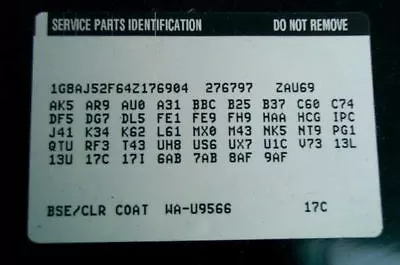 SERVICE PARTS IDENTIFICATION DO NOT REMOVE
1G8AJ52F64Z176904 276797 ZAU69
AK5 AR9 AU0 A31 BBC B25 B37 C60 C74
DF5 DG7 DL5 FE1 FE9 FH9 HAA HCG IPC
J41 K34 K62 L61 MX0 M43 NK5 NT9 PG1
QTU RF3 T43 UH8 US6 UX7 U1C V73 13L
13U 17C 17I 6AB 7AB 8AF 9AF
BSE/CLR COAT WA-U9566 17C